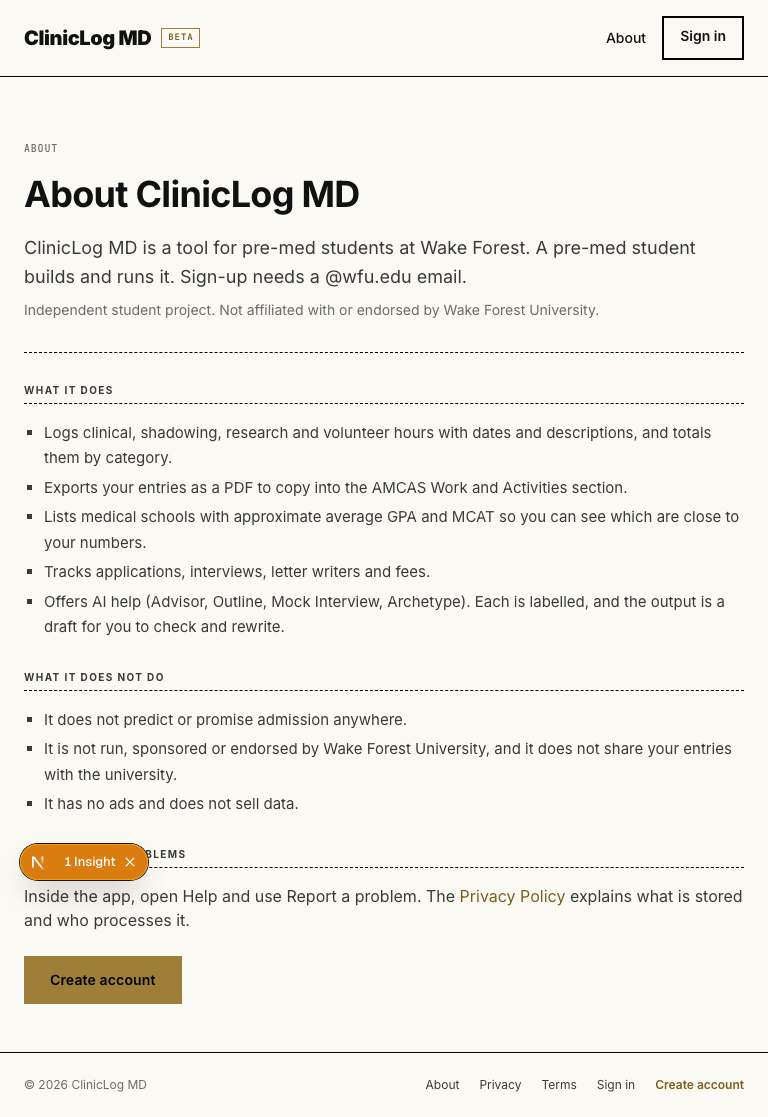 ClinicLog MD BETA About Sign in
ABOUT
About ClinicLog MD
ClinicLog MD is a tool for pre-med students at Wake Forest. A pre-med student
builds and runs it. Sign-up needs a @wfu.edu email.
Independent student project. Not affiliated with or endorsed by Wake Forest University.
WHAT IT DOES
Logs clinical, shadowing, research and volunteer hours with dates and descriptions, and totals
them by category.
Exports your entries as a PDF to copy into the AMCAS Work and Activities section.
Lists medical schools with approximate average GPA and MCAT so you can see which are close to
your numbers.
Tracks applications, interviews, letter writers and fees.
Offers AI help (Advisor, Outline, Mock Interview, Archetype). Each is labelled, and the output is a
draft for you to check and rewrite.
WHAT IT DOES NOT DO
It does not predict or promise admission anywhere.
It is not run, sponsored or endorsed by Wake Forest University, and it does not share your entries
with the university.
It has no ads and does not sell data.
1 Insight
Inside the app, open Help and use Report a problem. The Privacy Policy explains what is stored
and who processes it.
Create account
© 2026 ClinicLog MD About Privacy Terms Sign in Create account